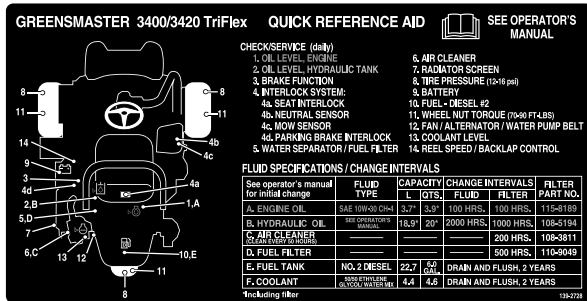 GREENSMASTER 3400/3420 TriFlex QUICK REFERENCE AID SEE OPERATOR'S MANUAL
CHECK/SERVICE (daily)
1. OIL LEVEL, ENGINE
2. OIL LEVEL, HYDRAULIC TANK
3. BRAKE FUNCTION
4. INTERLOCK SYSTEM:
4a. SEAT INTERLOCK
4b. NEUTRAL SENSOR
4c. MOW SENSOR
4d. PARKING BRAKE INTERLOCK
5. WATER SEPARATOR / FUEL FILTER
6. AIR CLEANER
7. RADIATOR SCREEN
8. TIRE PRESSURE (12-16 psi)
9. BATTERY
10. FUEL - DIESEL #2
11. WHEEL NUT TORQUE (70-90 FT-LBS)
12. FAN / ALTERNATOR / WATER PUMP BELT
13. COOLANT LEVEL
14. REEL SPEED / BACKLAP CONTROL
8
11
8
11
14
9
3
4d
2,B
5,D
7
6,C
13
12
4b
4c
4a
1,A
10,E
11
8
FLUID SPECIFICATIONS / CHANGE INTERVALS
See operator's manual for initial change FLUID TYPE CAPACITY L QTS. CHANGE INTERVALS FLUID FILTER FILTER PART NO.
A. ENGINE OIL SAE 10W-30 CH-4 3.7* 3.9* 100 HRS. 100 HRS. 115-8189
B. HYDRAULIC OIL SEE OPERATOR'S MANUAL 18.9* 20* 2000 HRS. 1000 HRS. 108-5194
C. AIR CLEANER (CLEAN EVERY 50 HOURS) 200 HRS. 108-3811
D. FUEL FILTER 500 HRS. 110-9049
E. FUEL TANK NO. 2 DIESEL 22.7 6.0 GAL. DRAIN AND FLUSH, 2 YEARS
F. COOLANT 50/50 ETHYLENE GLYCOL/ WATER MIX 4.4 4.6 DRAIN AND FLUSH, 2 YEARS
*Including filter
139-2728